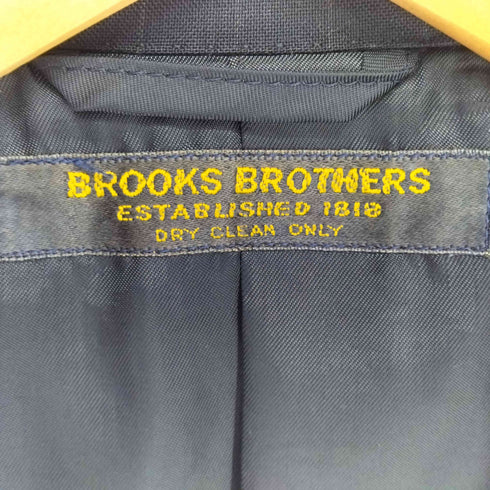 BROOKS BROTHERS
ESTABLISHED 1818
DRY CLEAN ONLY